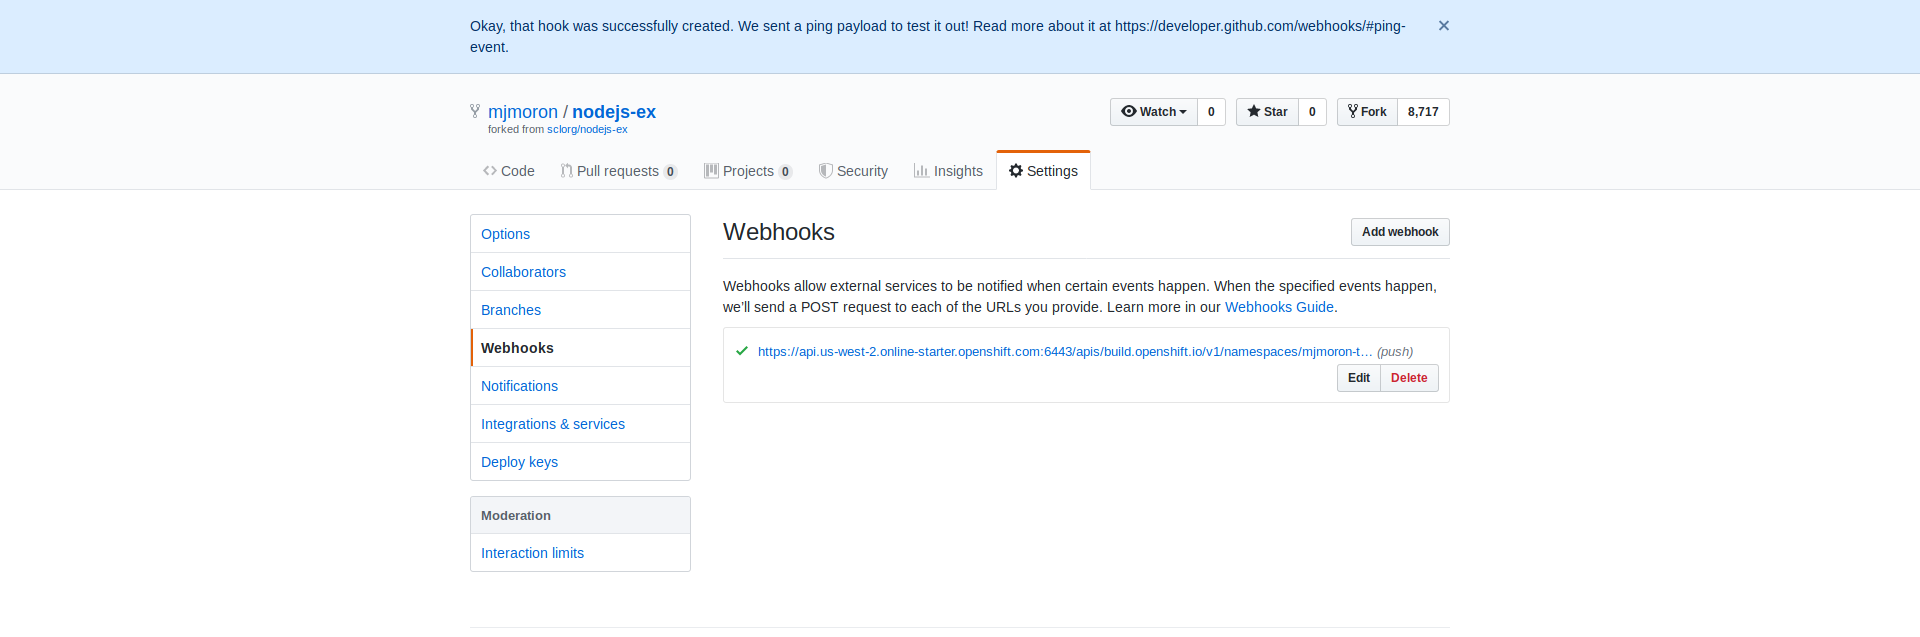 Okay, that hook was successfully created. We sent a ping payload to test it out! Read more about it at https://developer.github.com/webhooks/#ping-
event.
mjmoron / nodejs-ex
forked from sclorg/nodejs-ex
Watch 0 Star 0 Fork 8,717
Code Pull requests 0 Projects 0 Security Insights Settings
Options
Collaborators
Branches
Webhooks
Notifications
Integrations & services
Deploy keys
Moderation
Interaction limits
Webhooks
Add webhook
Webhooks allow external services to be notified when certain events happen. When the specified events happen,
we’ll send a POST request to each of the URLs you provide. Learn more in our Webhooks Guide.
https://api.us-west-2.online-starter.openshift.com:6443/apis/build.openshift.io/v1/namespaces/mjmoron-t… (push)
Edit Delete